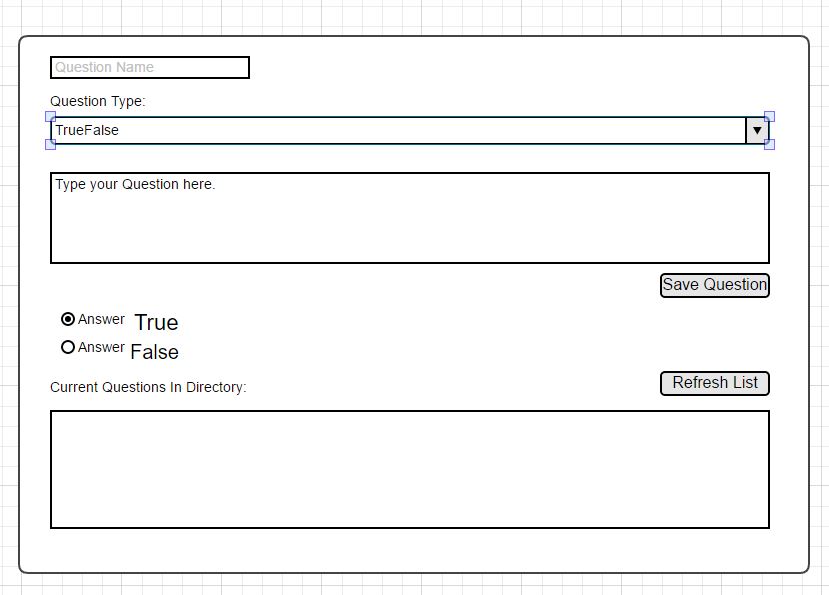 Question Name
Question Type:
TrueFalse
Type your Question here.
Save Question
Answer True
Answer False
Current Questions In Directory:
Refresh List